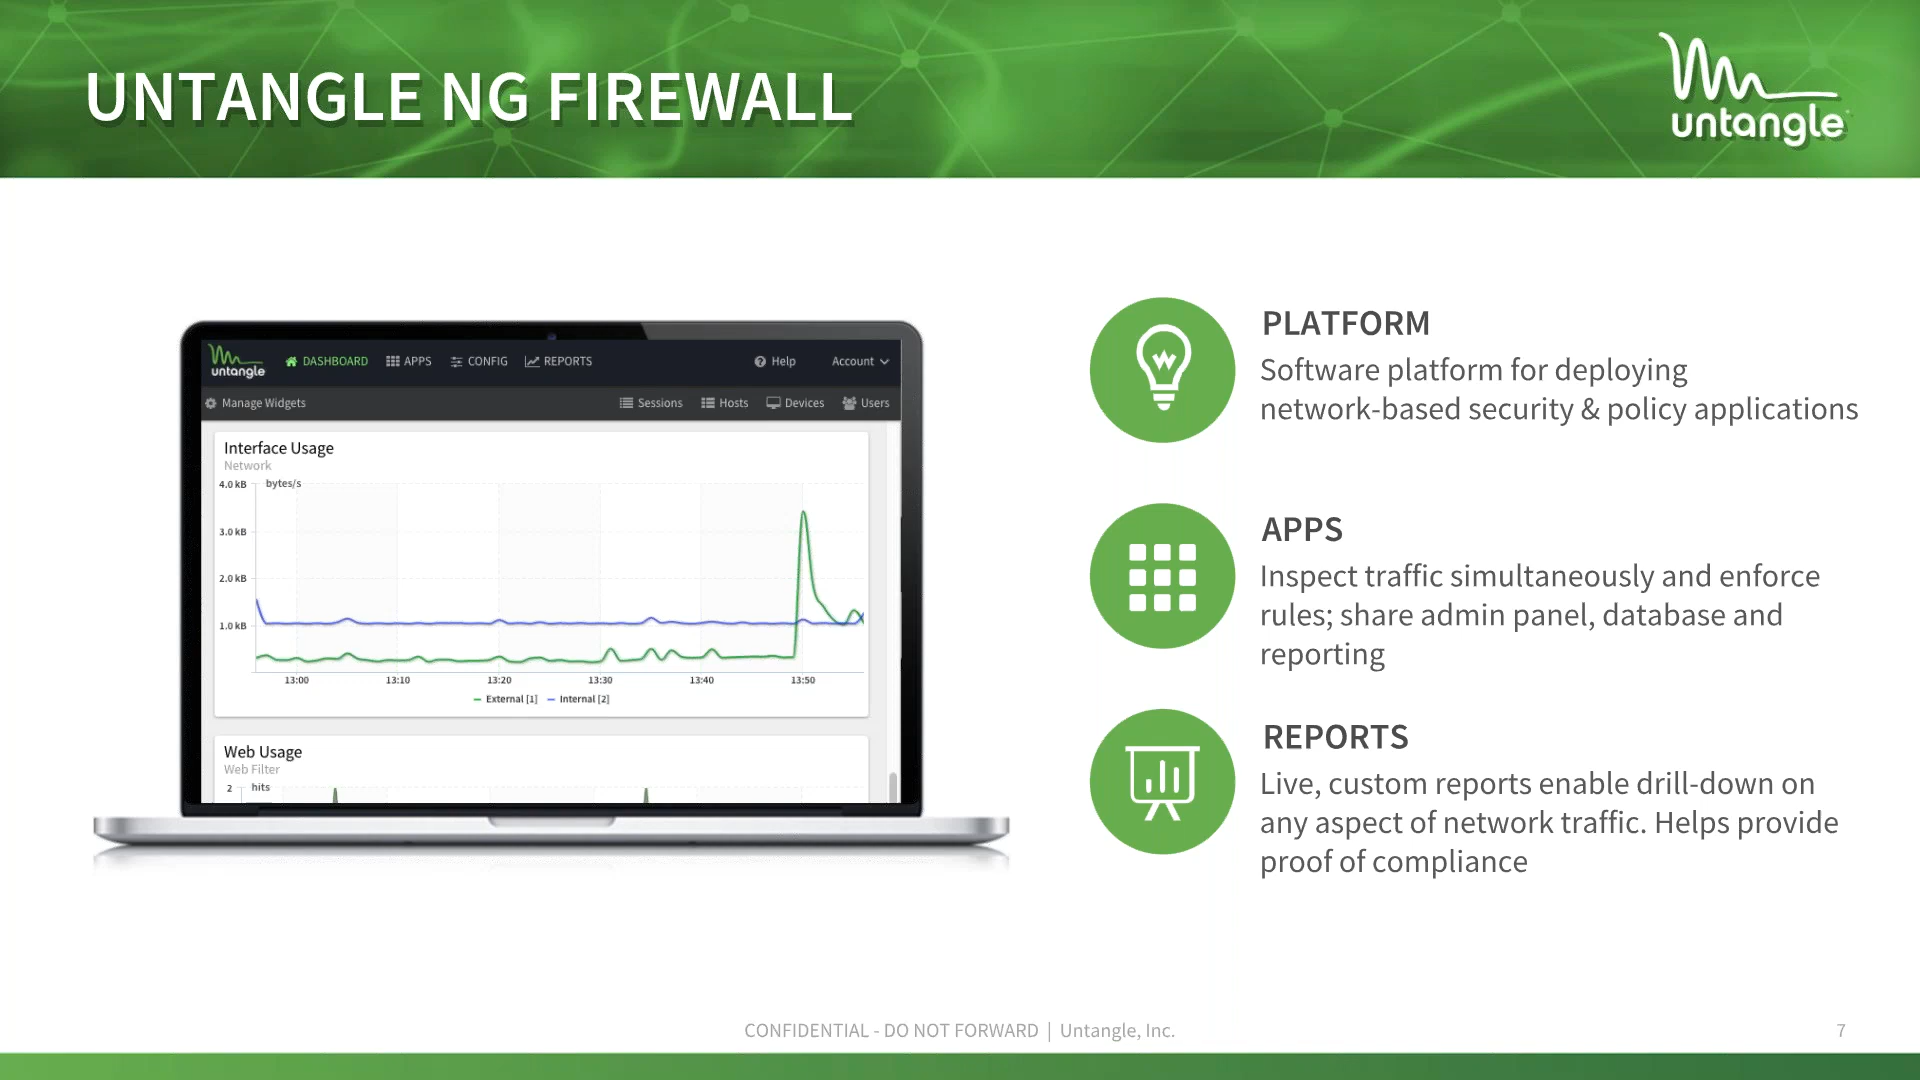 UNTANGLE NG FIREWALL
untangle
untangle
DASHBOARD APPS CONFIG REPORTS Help Account
Manage Widgets Sessions Hosts Devices Users
Interface Usage
Network
4.0 kB bytes/s
3.0 kB
2.0 kB
1.0 kB
13:00 13:10 13:20 13:30 13:40 13:50
External [1] Internal [2]
Web Usage
Web Filter
2 hits
PLATFORM
Software platform for deploying
network-based security & policy applications
APPS
Inspect traffic simultaneously and enforce
rules; share admin panel, database and
reporting
REPORTS
Live, custom reports enable drill-down on
any aspect of network traffic. Helps provide
proof of compliance
CONFIDENTIAL - DO NOT FORWARD | Untangle, Inc.
7